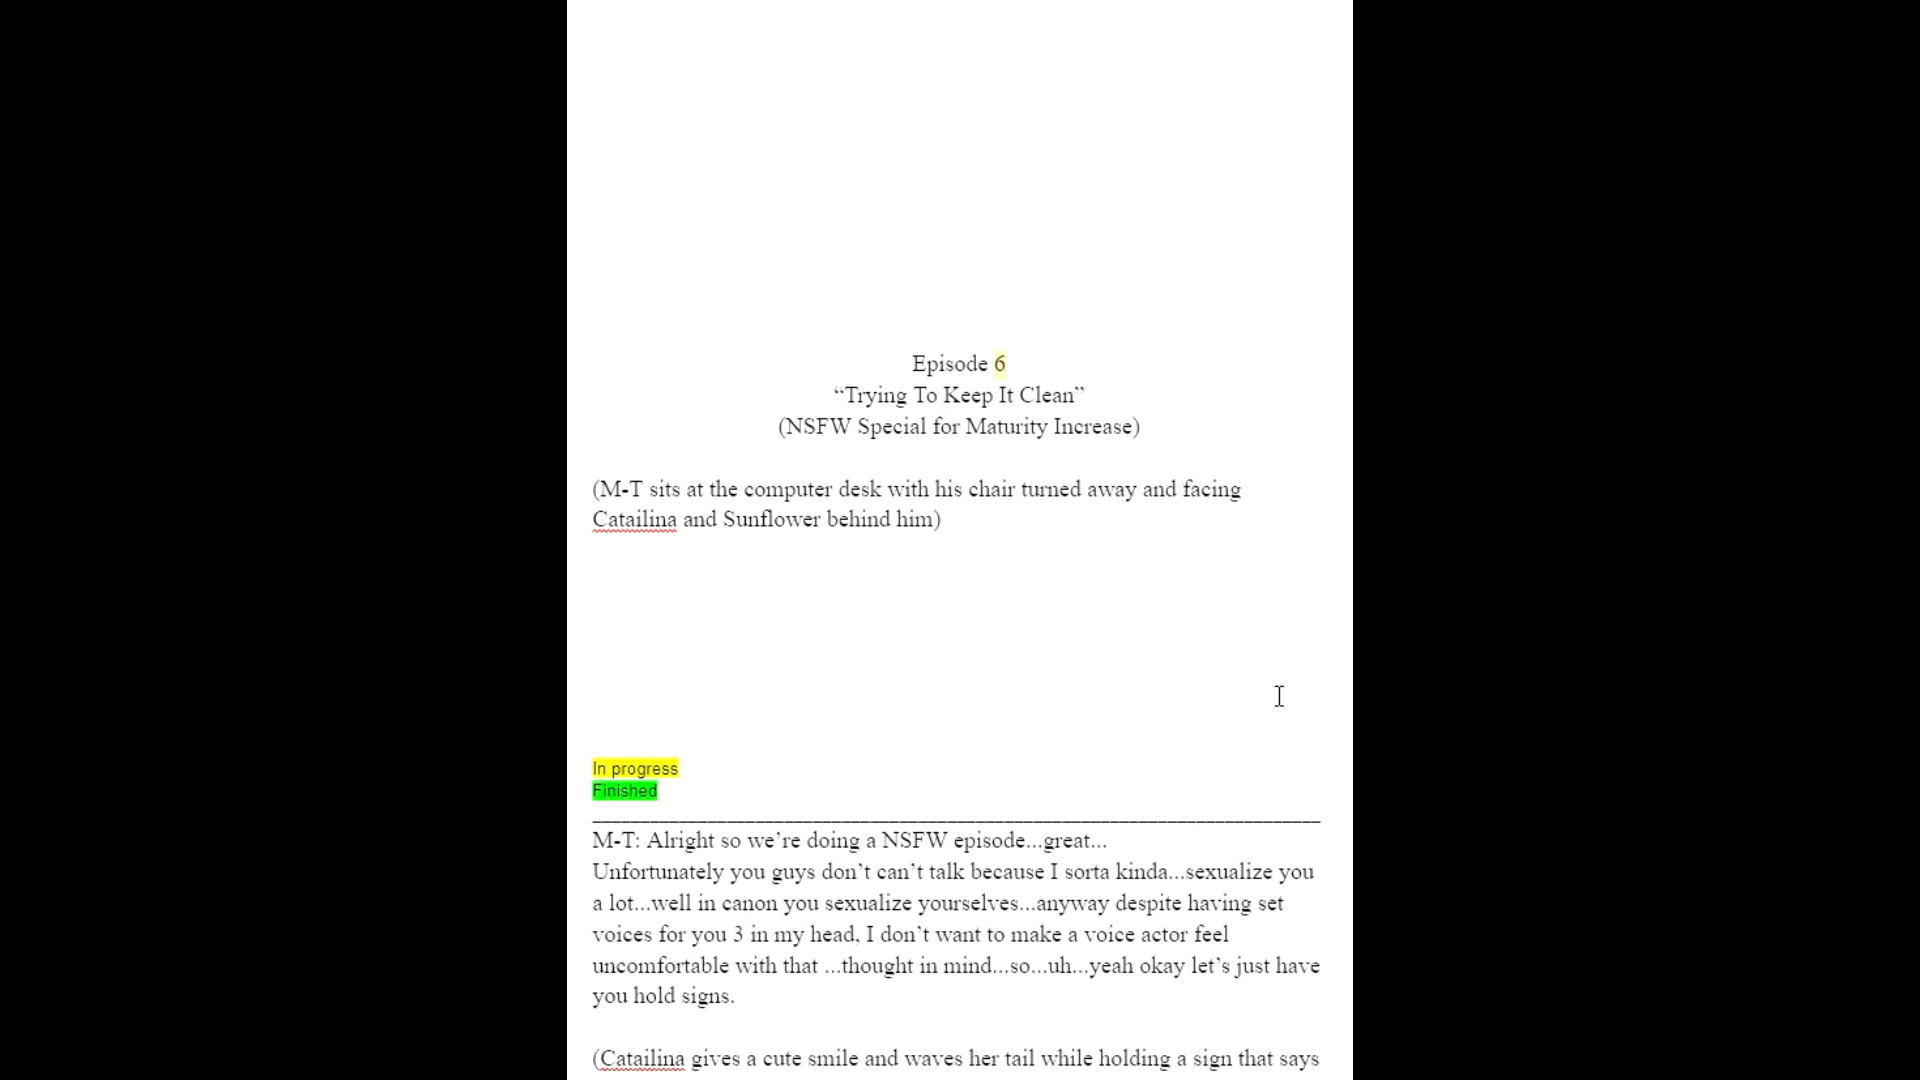 Episode 6
“Trying To Keep It Clean”
(NSFW Special for Maturity Increase)
(M-T sits at the computer desk with his chair turned away and facing
Catailina and Sunflower behind him)
In progress
Finished
M-T: Alright so we’re doing a NSFW episode...great...
Unfortunately you guys don’t can’t talk because I sorta kinda...sexualize you
a lot...well in canon you sexualize yourselves...anyway despite having set
voices for you 3 in my head, I don’t want to make a voice actor feel
uncomfortable with that ...thought in mind...so...uh...yeah okay let’s just have
you hold signs.
(Catailina gives a cute smile and waves her tail while holding a sign that says